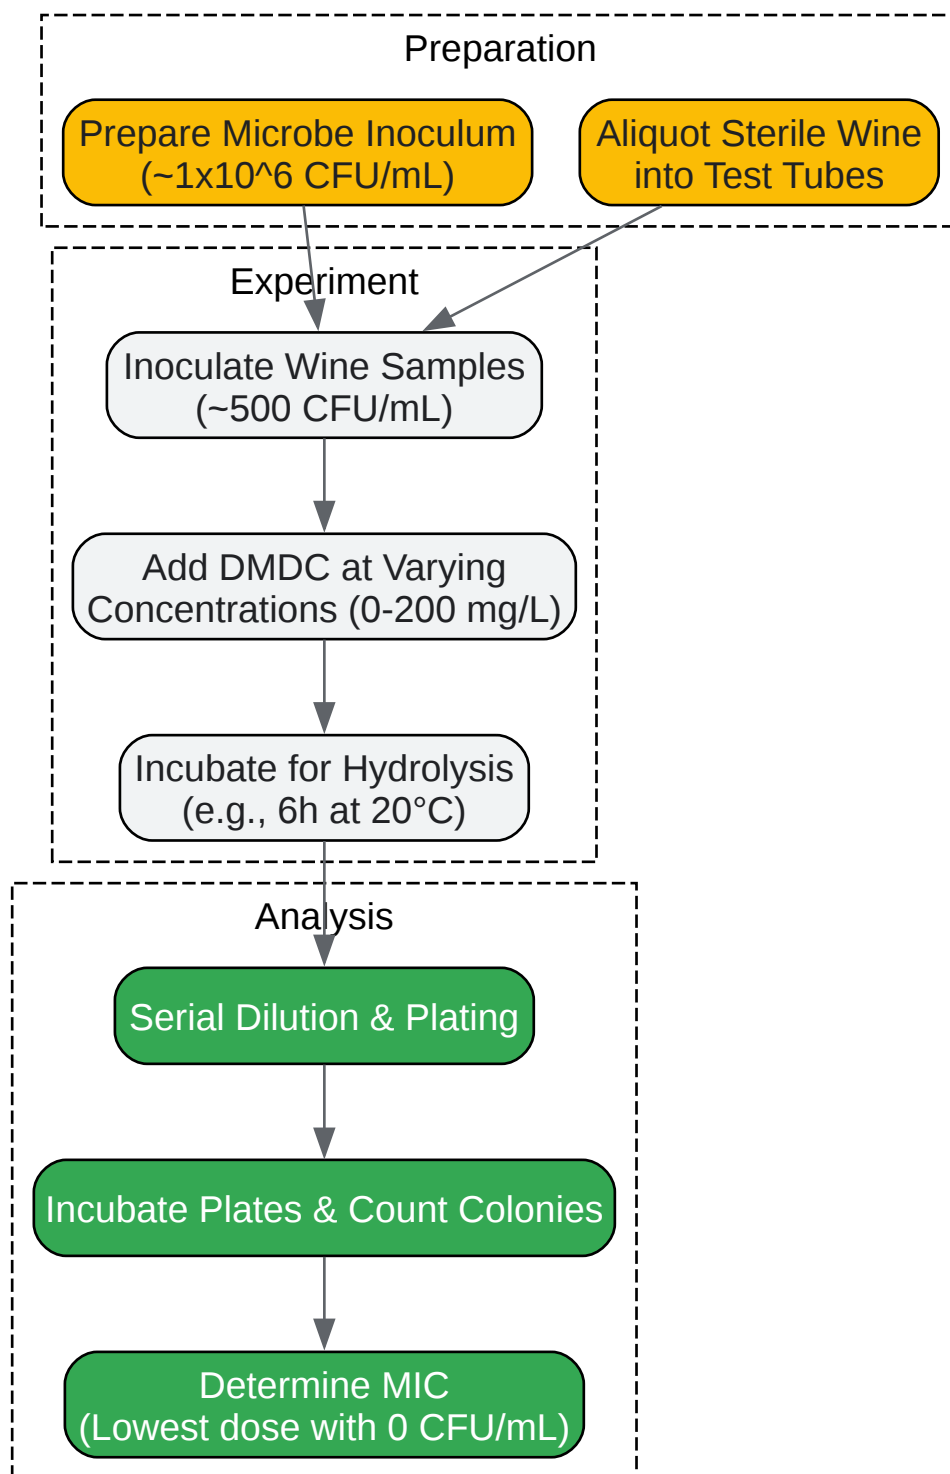 Preparation
Prepare Microbe Inoculum
(~1x10^6 CFU/mL)
Aliquot Sterile Wine
into Test Tubes
Experiment
Inoculate Wine Samples
(~500 CFU/mL)
Add DMDC at Varying
Concentrations (0-200 mg/L)
Incubate for Hydrolysis
(e.g., 6h at 20°C)
Analysis
Serial Dilution & Plating
Incubate Plates & Count Colonies
Determine MIC
(Lowest dose with 0 CFU/mL)